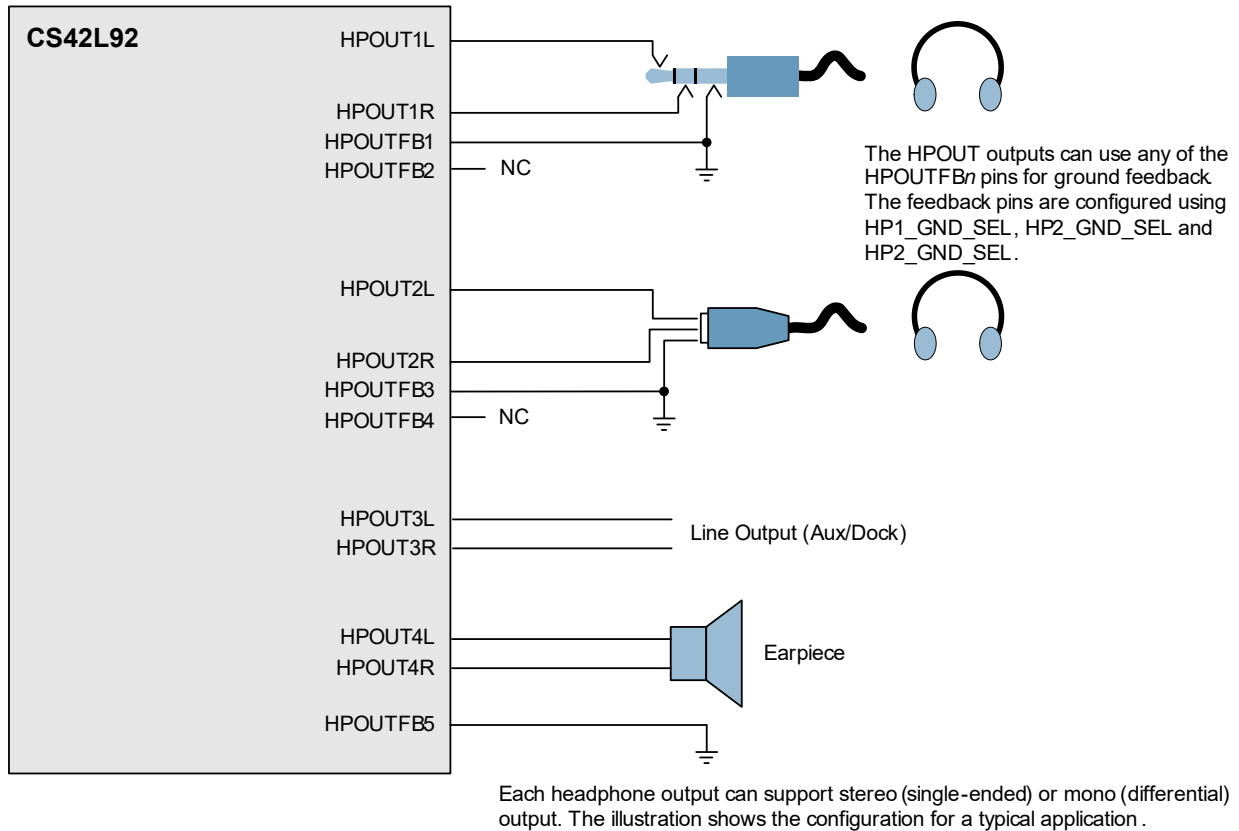 CS42L92
HPOUT1L
HPOUT1R
HPOUTFB1
HPOUTFB2
NC
The HPOUT outputs can use any of the
HPOUTFBn pins for ground feedback.
The feedback pins are configured using
HP1_GND_SEL, HP2_GND_SEL and
HP2_GND_SEL.
HPOUT2L
HPOUT2R
HPOUTFB3
HPOUTFB4
NC
HPOUT3L
HPOUT3R
Line Output (Aux/Dock)
HPOUT4L
HPOUT4R
Earpiece
HPOUTFB5
Each headphone output can support stereo (single-ended) or mono (differential)
output. The illustration shows the configuration for a typical application.